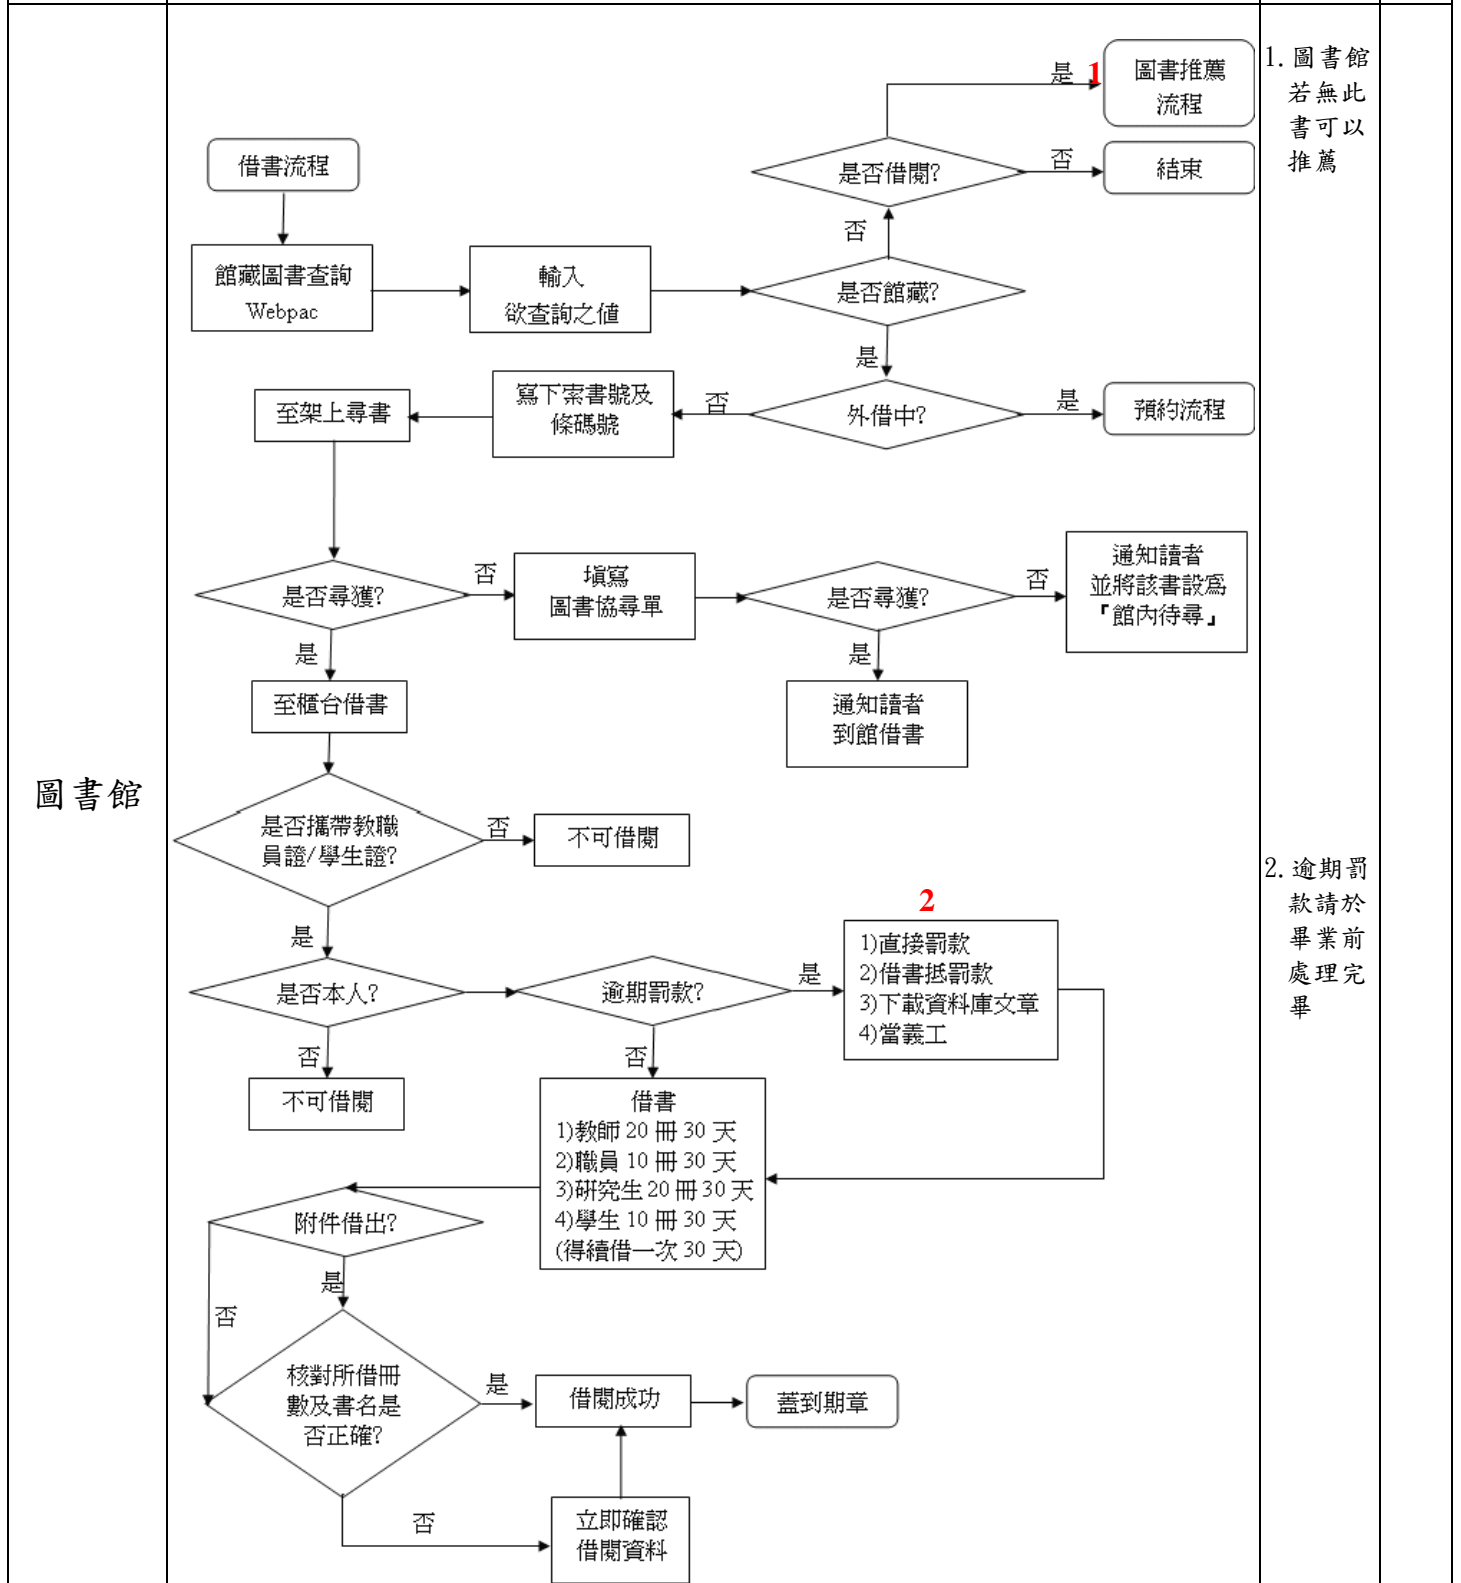 圖書館
借書流程
館藏圖書查詢
Webpac
輸入
欲查詢之值
是否館藏?
否
是否借閱?
是
1
圖書推薦
流程
否
結束
是
外借中?
是
預約流程
否
寫下索書號及
條碼號
至架上尋書
是否尋獲?
否
填寫
圖書協尋單
是否尋獲?
否
通知讀者
並將該書設為
『館內待尋』
是
通知讀者
到館借書
是
至櫃台借書
是否攜帶教職
員證/學生證?
否
不可借閱
是
是否本人?
否
不可借閱
逾期罰款?
是
2
1)直接罰款
2)借書抵罰款
3)下載資料庫文章
4)當義工
否
借書
1)教師 20 冊 30 天
2)職員 10 冊 30 天
3)研究生 20 冊 30 天
4)學生 10 冊 30 天
(得續借一次 30 天)
附件借出?
是
否
核對所借冊
數及書名是
否正確?
是
借閱成功
蓋到期章
否
立即確認
借閱資料
1. 圖書館
若無此
書可以
推薦
2. 逾期罰
款請於
畢業前
處理完
畢